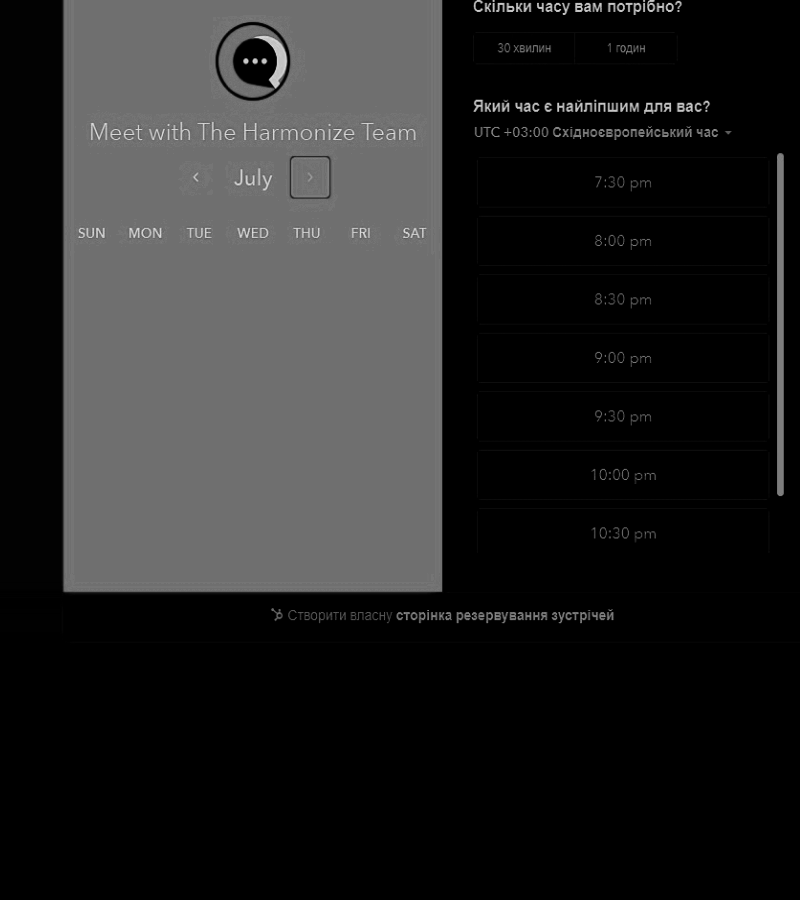 Meet with The Harmonize Team
July
SUN MON TUE WED THU FRI SAT
Скільки часу вам потрібно?
30 хвилин 1 годин
Який час є найліпшим для вас?
UTC +03:00 Східноєвропейський час
7:30 pm
8:00 pm
8:30 pm
9:00 pm
9:30 pm
10:00 pm
10:30 pm
Створити власну сторінка резервування зустрічей